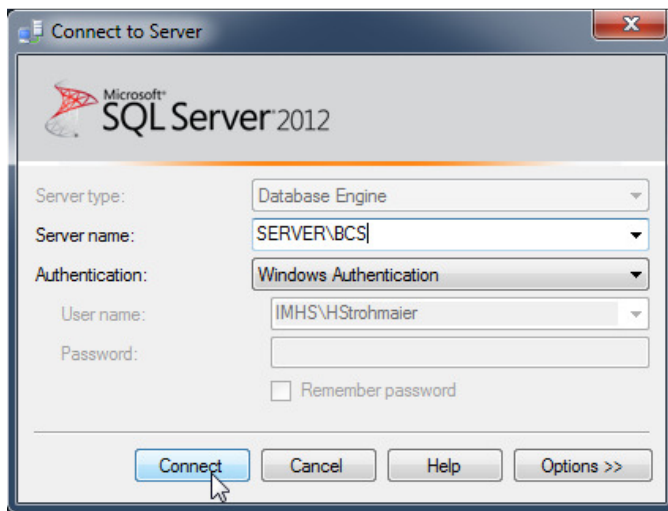 Connect to Server
Microsoft®
SQL Server® 2012
Server type: Database Engine
Server name: SERVER\BCS
Authentication: Windows Authentication
User name: IMHS\HStrohmaier
Password:
Remember password
Connect Cancel Help Options >>